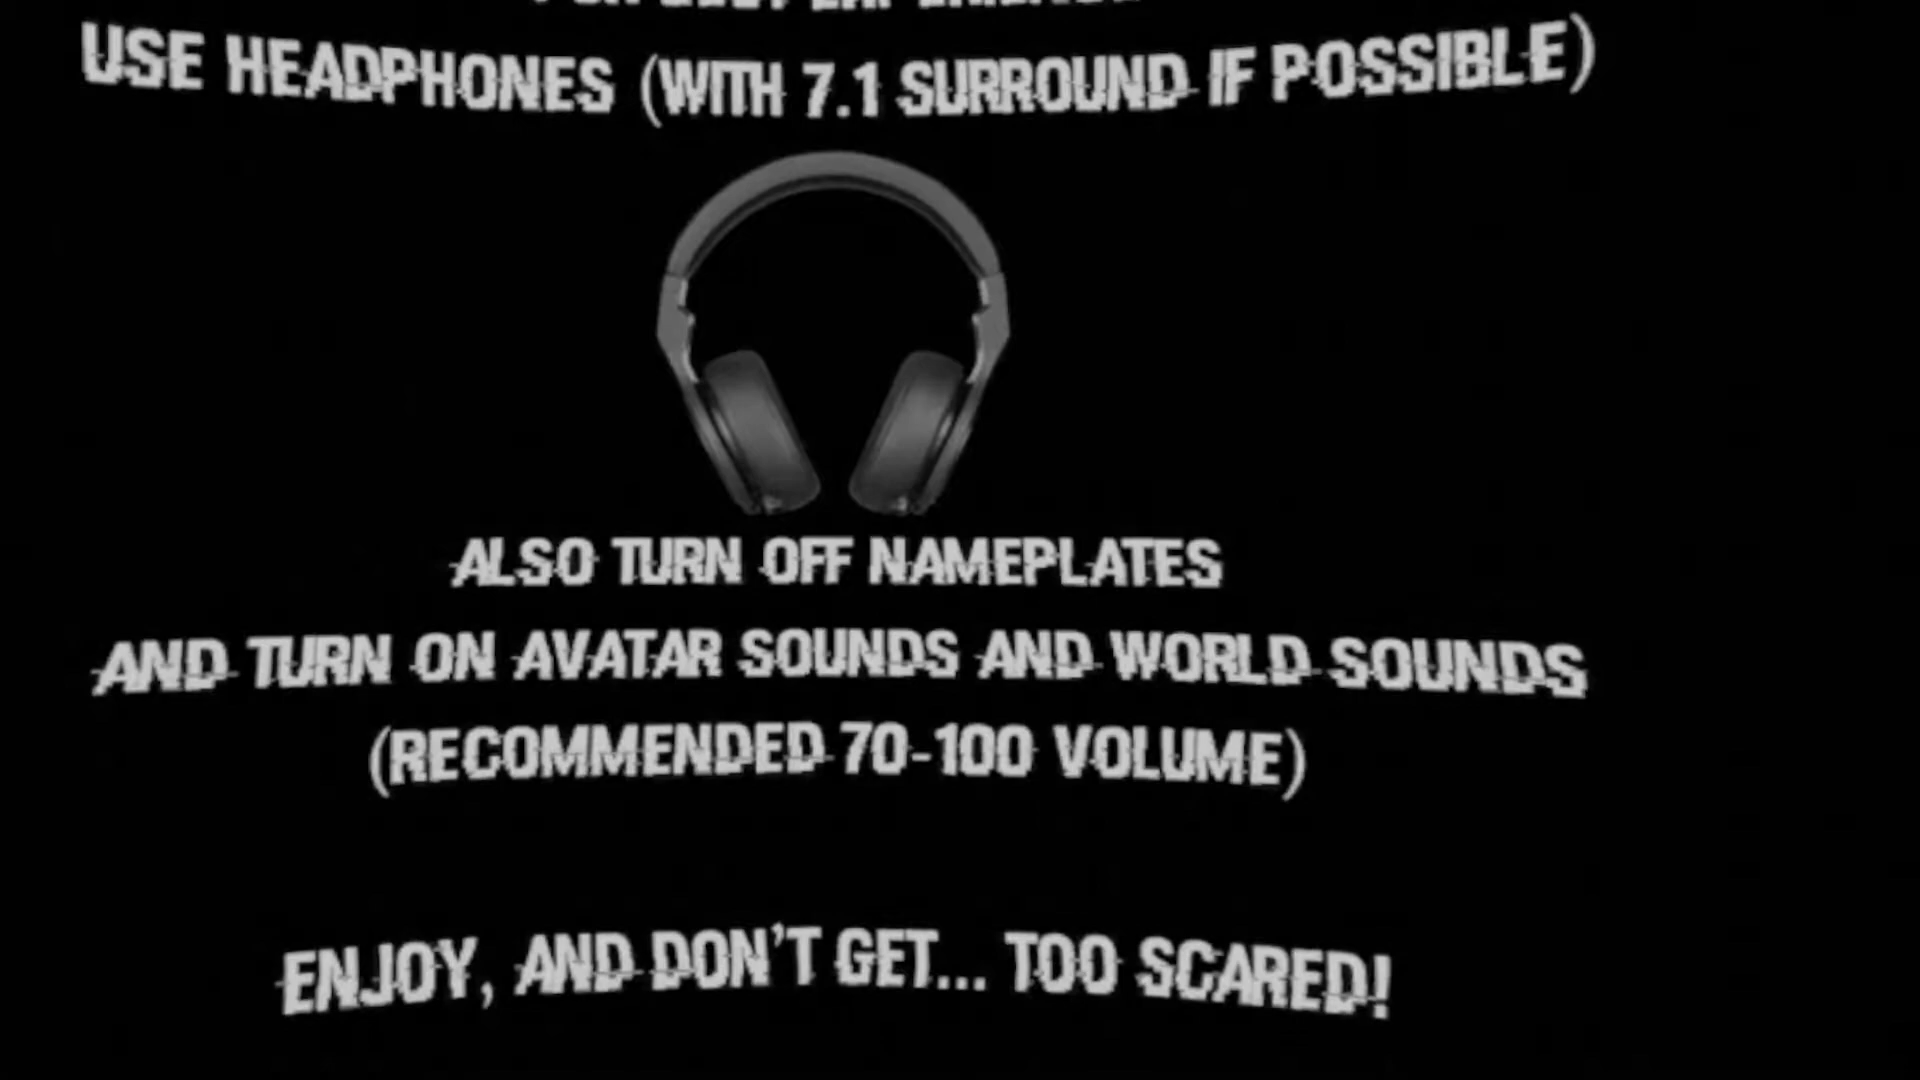 USE HEADPHONES (WITH 7.1 SURROUND IF POSSIBLE)
ALSO TURN OFF NAMEPLATES
AND TURN ON AVATAR SOUNDS AND WORLD SOUNDS
(RECOMMENDED 70-100 VOLUME)
ENJOY, AND DON'T GET... TOO SCARED!